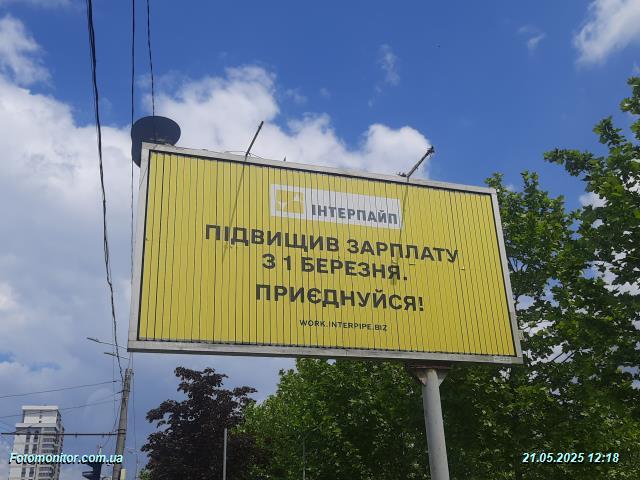 ІНТЕРПАЙП
ПІДВИЩИВ ЗАРПЛАТУ
З 1 БЕРЕЗНЯ.
ПРИЄДНУЙСЯ!
WORK.INTERPIPE.BIZ
Fotomonitor.com.ua
21.05.2025 12:18